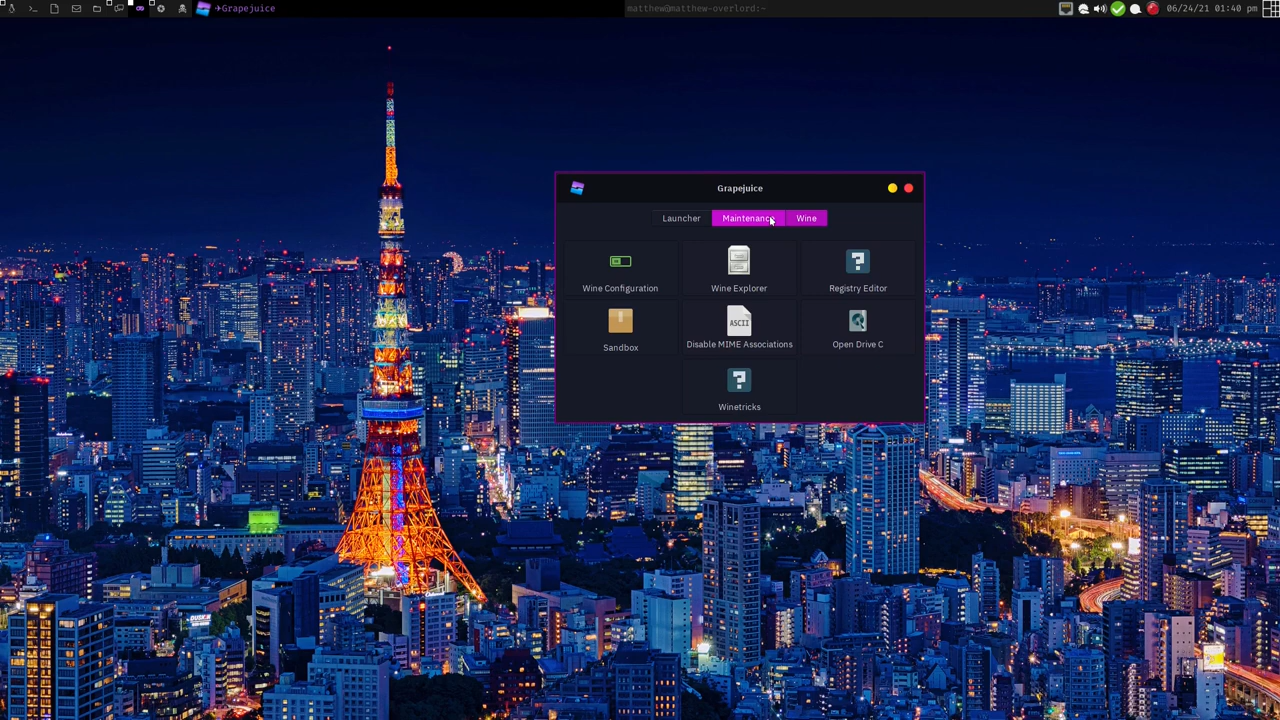 ✈Grapejuice
matthew@matthew-overlord:~
06/24/21 01:40 pm
Grapejuice
Launcher Maintenance Wine
Wine Configuration
Wine Explorer
Registry Editor
Sandbox
ASCII
Disable MIME Associations
Open Drive C
Winetricks